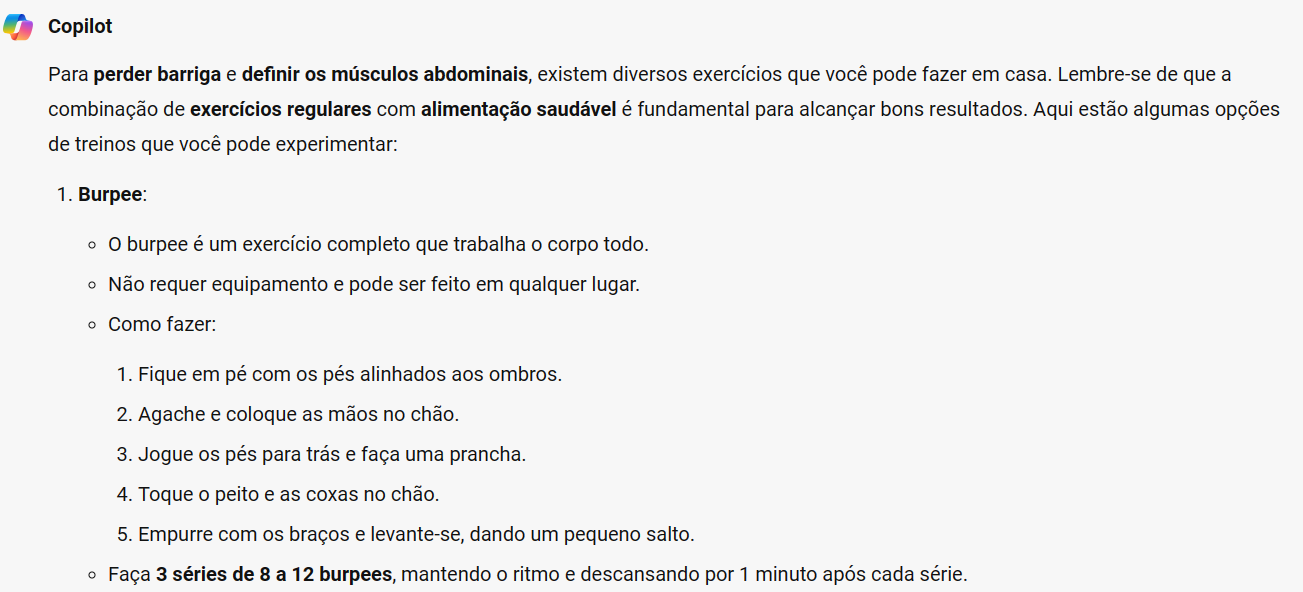 Copilot
Para perder barriga e definir os músculos abdominais, existem diversos exercícios que você pode fazer em casa. Lembre-se de que a
combinação de exercícios regulares com alimentação saudável é fundamental para alcançar bons resultados. Aqui estão algumas opções
de treinos que você pode experimentar:
1. Burpee:
○ O burpee é um exercício completo que trabalha o corpo todo.
○ Não requer equipamento e pode ser feito em qualquer lugar.
○ Como fazer:
1. Fique em pé com os pés alinhados aos ombros.
2. Agache e coloque as mãos no chão.
3. Jogue os pés para trás e faça uma prancha.
4. Toque o peito e as coxas no chão.
5. Empurre com os braços e levante-se, dando um pequeno salto.
○ Faça 3 séries de 8 a 12 burpees, mantendo o ritmo e descansando por 1 minuto após cada série.